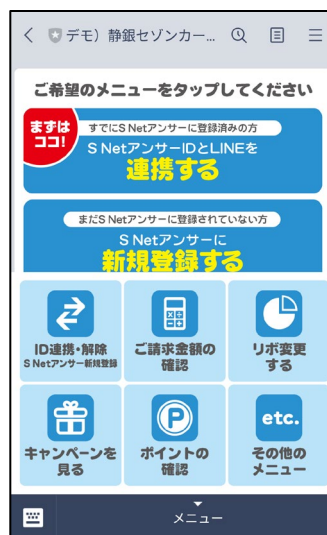 デモ）静銀セゾンカー...
ご希望のメニューをタップしてください
まずは
ココ!
すでにS Netアンサーに登録済みの方
S NetアンサーIDとLINEを
連携する
まだS Netアンサーに登録されていない方
S Netアンサーに
新規登録する
ID連携・解除
S Netアンサー新規登録
ご請求金額の
確認
リボ変更
する
キャンペーンを
見る
P
ポイントの
確認
etc.
その他の
メニュー
メニュー